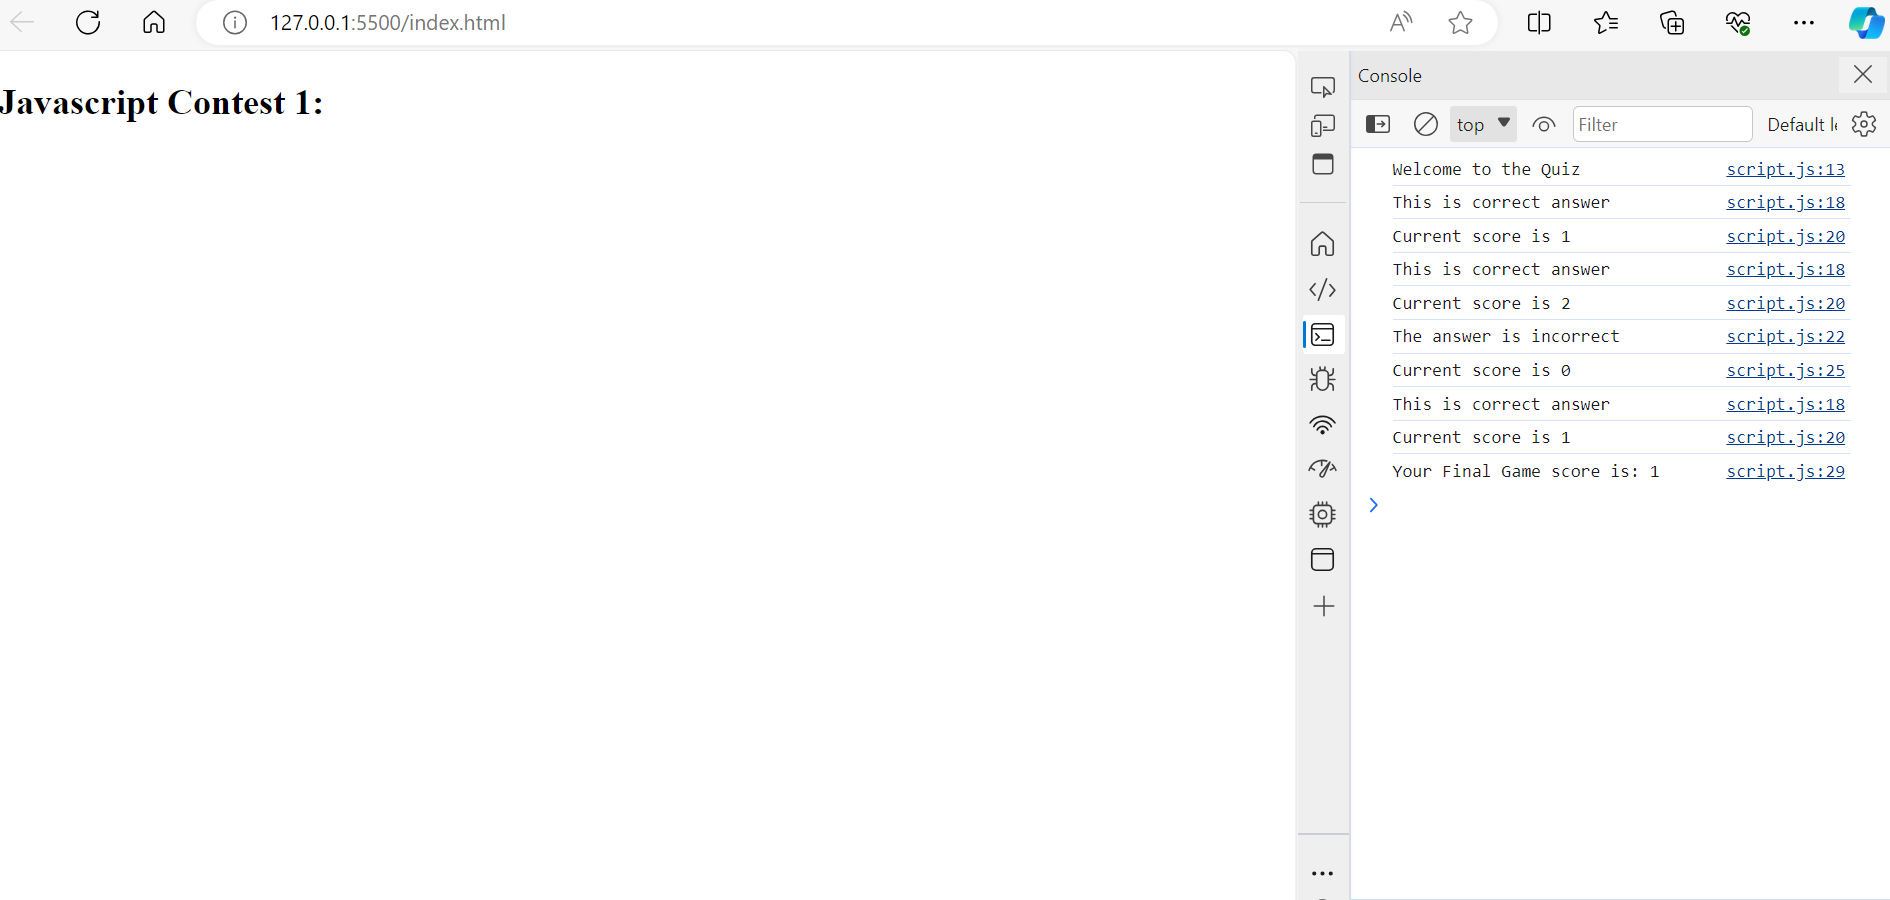 127.0.0.1:5500/index.html
Javascript Contest 1:
Console
top Filter Default
Welcome to the Quiz script.js:13
This is correct answer script.js:18
Current score is 1 script.js:20
This is correct answer script.js:18
Current score is 2 script.js:20
The answer is incorrect script.js:22
Current score is 0 script.js:25
This is correct answer script.js:18
Current score is 1 script.js:20
Your Final Game score is: 1 script.js:29